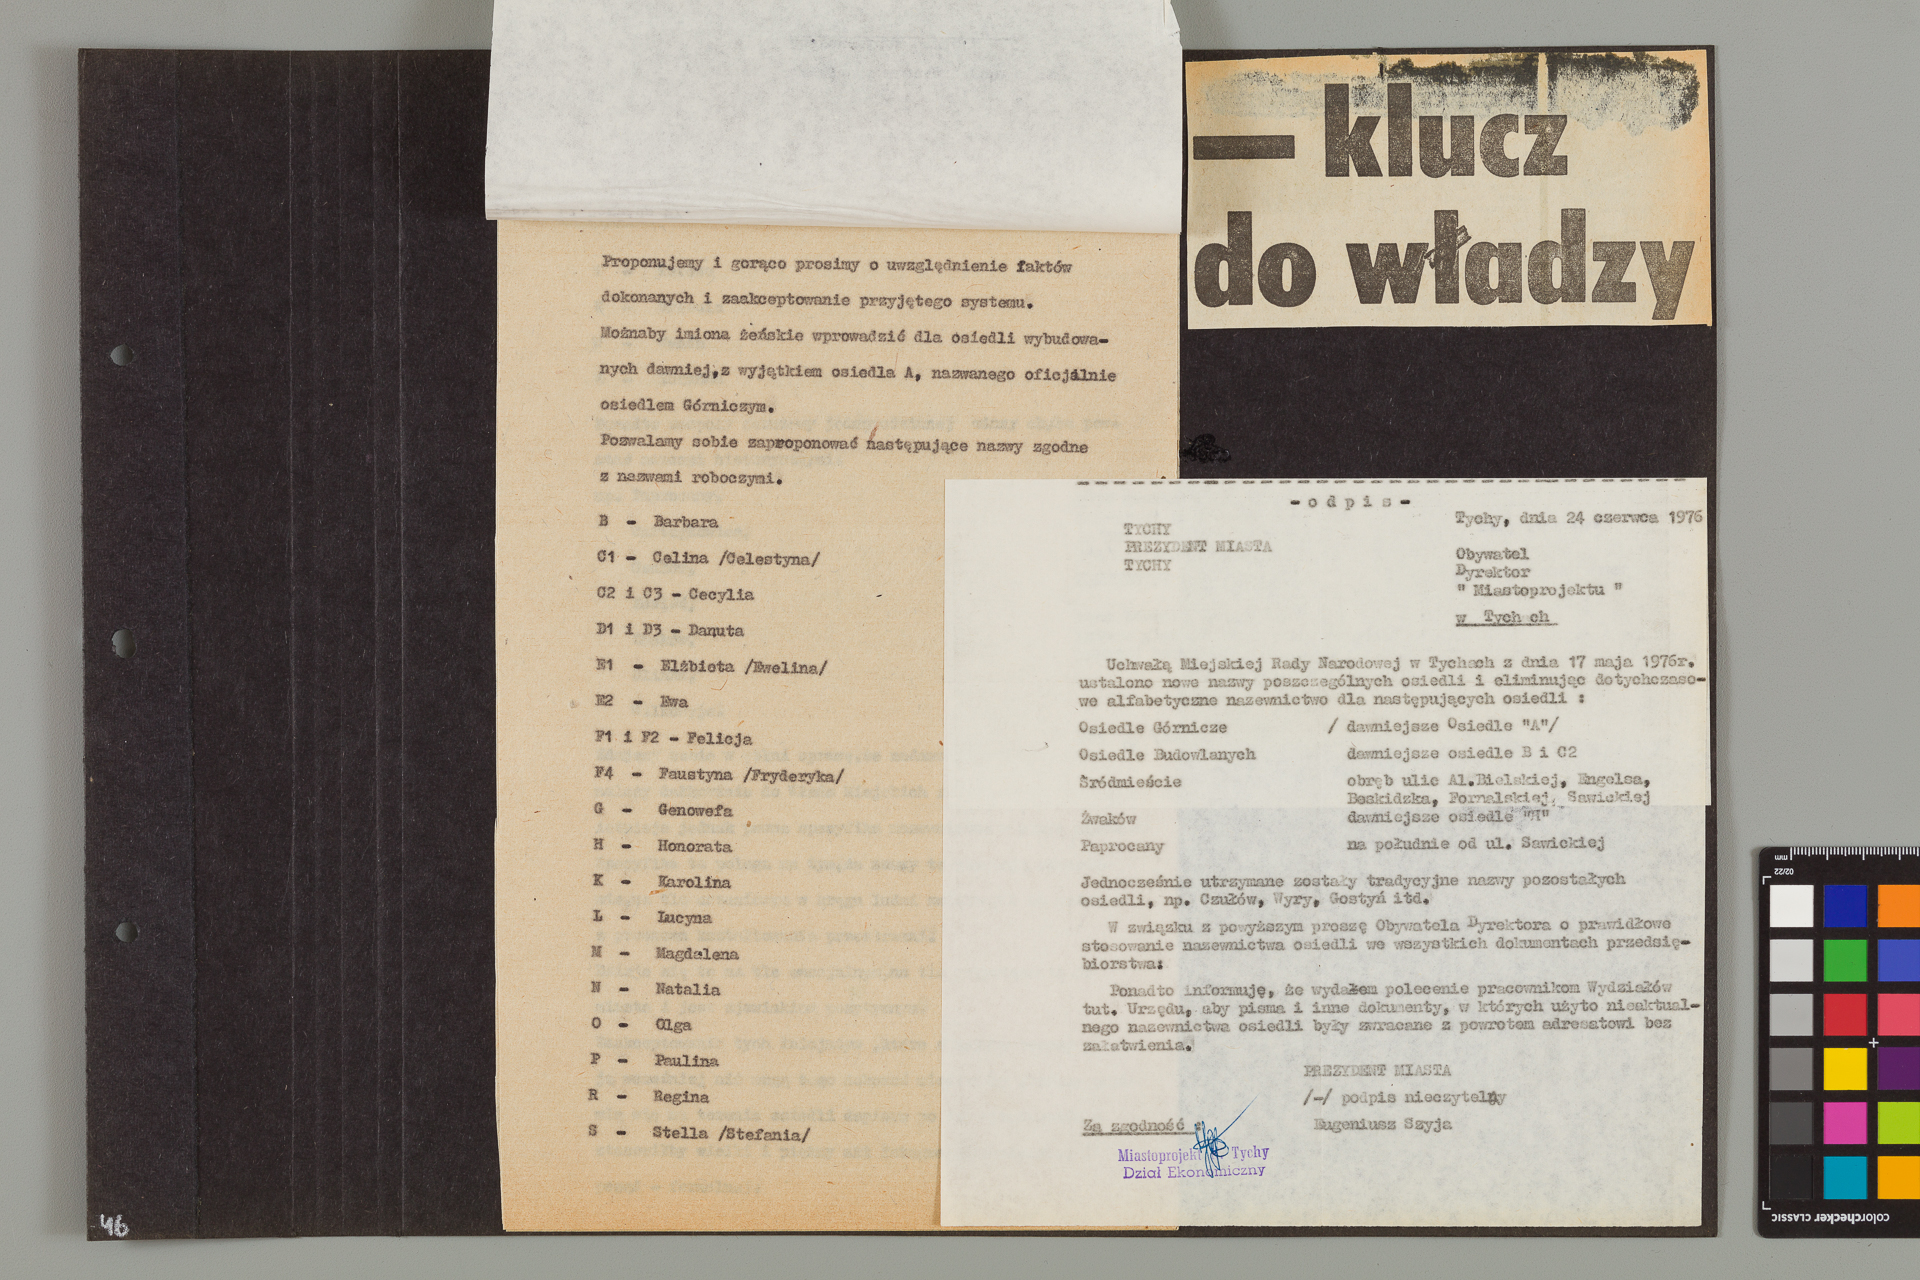 — klucz
do władzy
Proponujemy i gorąco prosimy o uwzględnienie faktów
dokonanych i zaakceptowanie przyjętego systemu.
Możnaby imiona żeńskie wprowadzić dla osiedli wybudowa-
nych dawniej,z wyjątkiem osiedla A, nazwanego oficjalnie
osiedlem Górniczym.
Pozwalamy sobie zaproponować następujące nazwy zgodne
z nazwami roboczymi.
B - Barbara
C1 - Celina /Celestyna/
C2 i C3 - Cecylia
D1 i D3 - Danuta
E1 - Elżbieta /Ewelina/
E2 - Ewa
F1 i F2 - Felicja
F4 - Faustyna /Fryderyka/
G - Genowefa
H - Honorata
K - Karolina
L - Lucyna
M - Magdalena
N - Natalia
O - Olga
P - Paulina
R - Regina
S - Stella /Stefania/
- o d p i s -
Tychy, dnia 24 czerwca 1976
TYCHY
PREZYDENT MIASTA
TYCHY
Obywatel
Dyrektor
" Miastoprojektu "
w Tychach
Uchwałą Miejskiej Rady Narodowej w Tychach z dnia 17 maja 1976r.
ustalono nowe nazwy poszczególnych osiedli i eliminując dotychczaso-
we alfabetyczne nazewnictwo dla następujących osiedli :
Osiedle Górnicze / dawniejsze Osiedle "A"/
Osiedle Budowlanych dawniejsze osiedle B i C2
Śródmieście obręb ulic Al.Bielskiej, Engelsa,
Beskidzka, Fornalskiej, Sawickiej
Żwaków dawniejsze osiedle
Paprocany na południe od ul. Sawickiej
Jednocześnie utrzymane zostały tradycyjne nazwy pozostałych
osiedli, np. Czułów, Wyry, Gostyń itd.
W związku z powyższym proszę Obywatela Dyrektora o prawidłowe
stosowanie nazewnictwa osiedli we wszystkich dokumentach przedsię-
biorstwa:
Ponadto informuję, że wydałem polecenie pracownikom Wydziałów
tut. Urzędu, aby pisma i inne dokumenty, w których użyto nieaktual-
nego nazewnictwa osiedli były zwracane z powrotem adresatowi bez
załatwienia.
PREZYDENT MIASTA
/-/ podpis nieczytelny
Za zgodność :
Eugeniusz Szyja
Miastoprojekt Tychy
Dział Ekonomiczny
46
mm
02/22
colorchecker CLASSIC